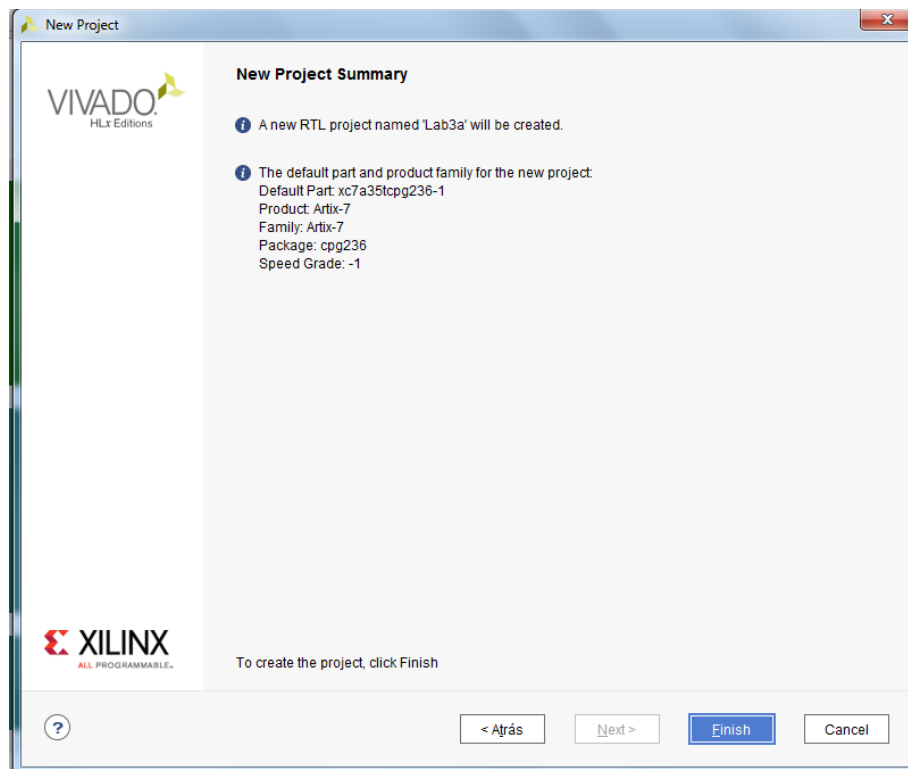 New Project
VIVADO.
HLx Editions
New Project Summary
A new RTL project named 'Lab3a' will be created.
The default part and product family for the new project:
Default Part: xc7a35tcpg236-1
Product: Artix-7
Family: Artix-7
Package: cpg236
Speed Grade: -1
XILINX
ALL PROGRAMMABLE™
To create the project, click Finish
?
< Atrás
Next >
Finish
Cancel